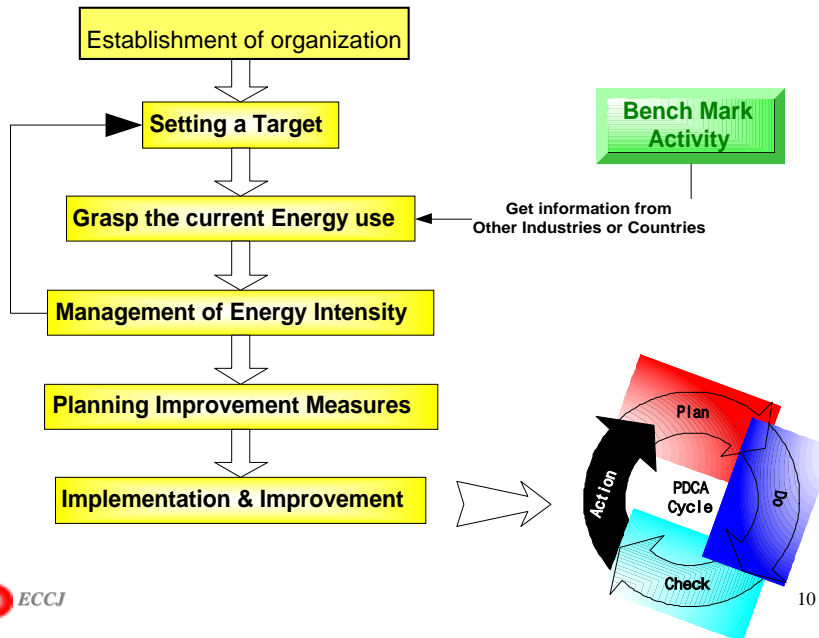 Establishment of organization
Setting a Target
Bench Mark
Activity
Grasp the current Energy use
Get information from
Other Industries or Countries
Management of Energy Intensity
Planning Improvement Measures
Implementation & Improvement
Plan
Do
Check
Action
PDCA
Cycle
ECCJ
10